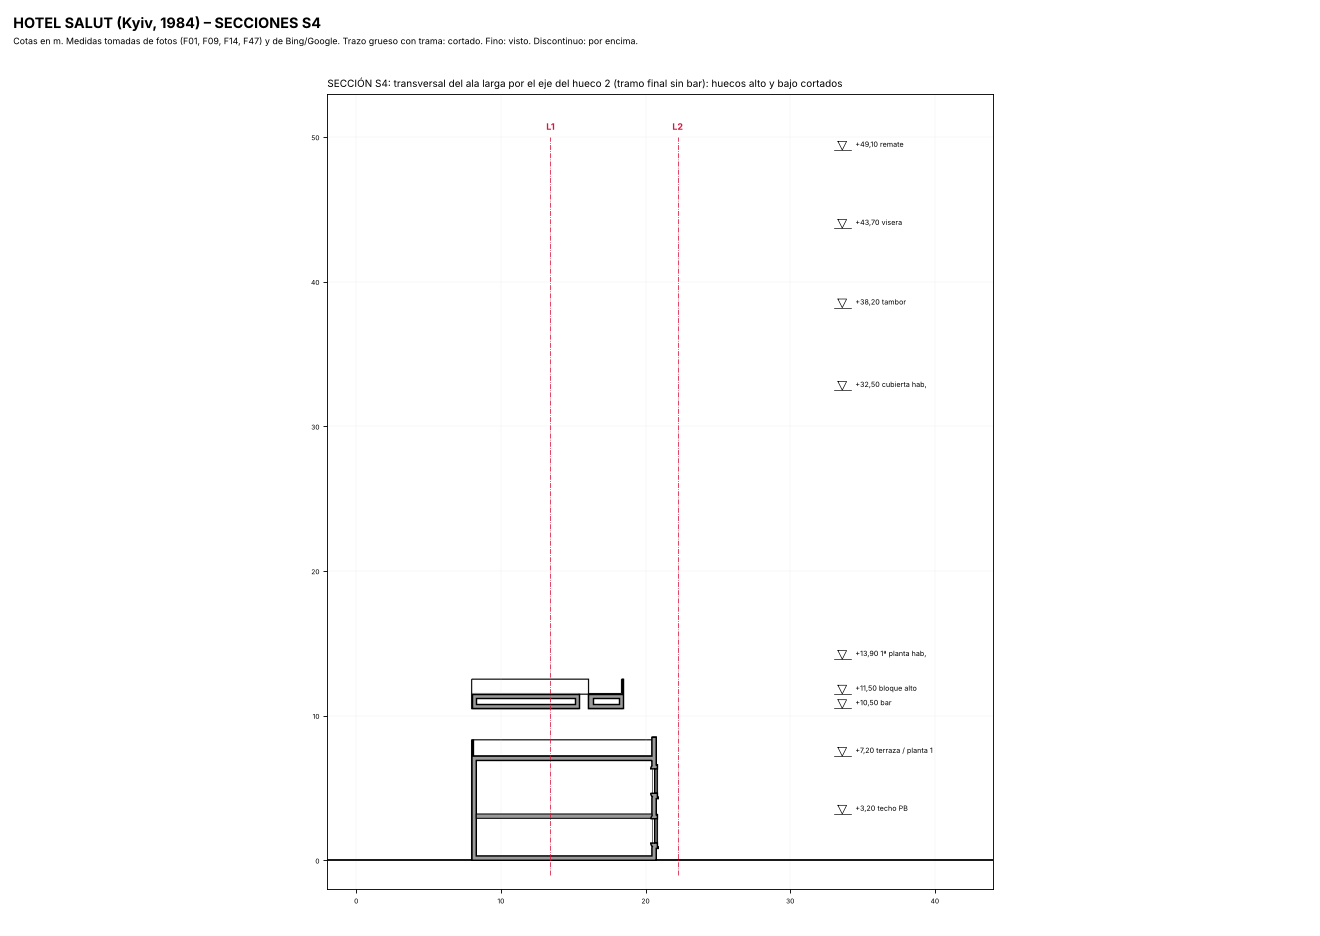 HOTEL SALUT (Kyiv, 1984) – SECCIONES S4
Cotas en m. Medidas tomadas de fotos (F01, F09, F14, F47) y de Bing/Google. Trazo grueso con trama: cortado. Fino: visto. Discontinuo: por encima.
SECCIÓN S4: transversal del ala larga por el eje del hueco 2 (tramo final sin bar): huecos alto y bajo cortados
L1
L2
50
+49,10 remate
+43,70 visera
40
+38,20 tambor
+32,50 cubierta hab,
30
20
+13,90 1ª planta hab,
+11,50 bloque alto
+10,50 bar
10
+7,20 terraza / planta 1
+3,20 techo PB
0
0
10
20
30
40